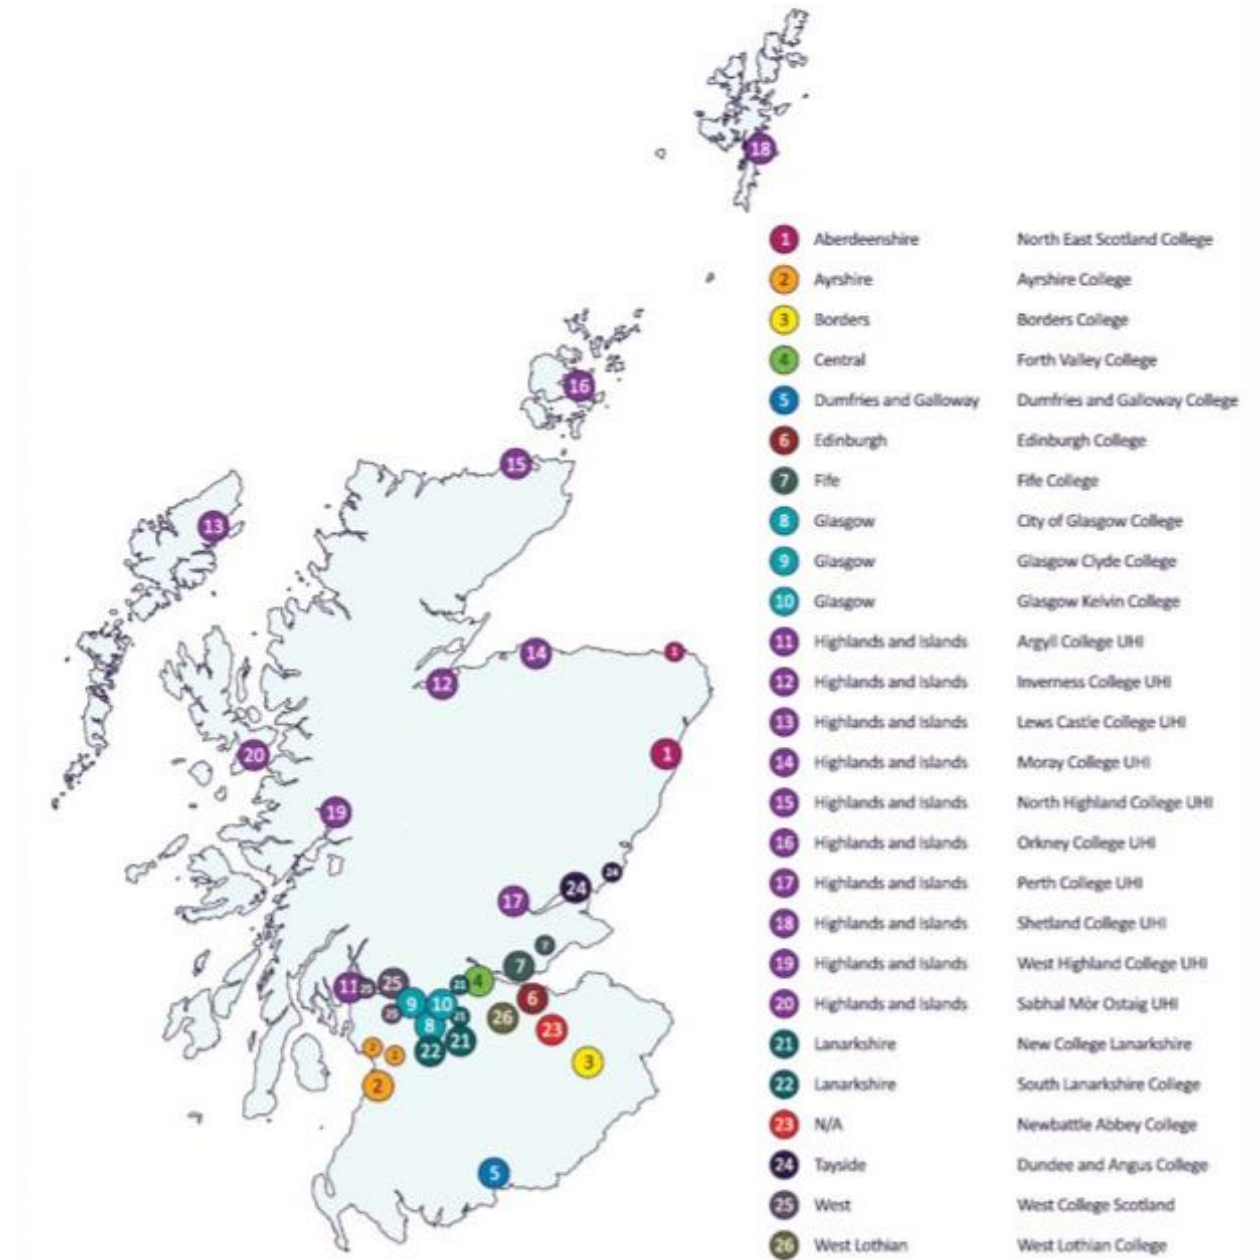 18
1 Aberdeenshire North East Scotland College
2 Ayrshire Ayrshire College
3 Borders Borders College
4 Central Forth Valley College
5 Dumfries and Galloway Dumfries and Galloway College
6 Edinburgh Edinburgh College
7 Fife Fife College
8 Glasgow City of Glasgow College
9 Glasgow Glasgow Clyde College
10 Glasgow Glasgow Kelvin College
11 Highlands and Islands Argyll College UHI
12 Highlands and Islands Inverness College UHI
13 Highlands and Islands Lews Castle College UHI
14 Highlands and Islands Moray College UHI
15 Highlands and Islands North Highland College UHI
16 Highlands and Islands Orkney College UHI
17 Highlands and Islands Perth College UHI
18 Highlands and Islands Shetland College UHI
19 Highlands and Islands West Highland College UHI
20 Highlands and Islands Sabhal Mòr Ostaig UHI
21 Lanarkshire New College Lanarkshire
22 Lanarkshire South Lanarkshire College
23 N/A Newbattle Abbey College
24 Tayside Dundee and Angus College
25 West West College Scotland
26 West Lothian West Lothian College
16
15
13
14
1
12
1
20
19
24
24
17
7
7
4
21
25
25
11
6
9
10
25
21
26
8
23
21
22
2
2
3
2
5